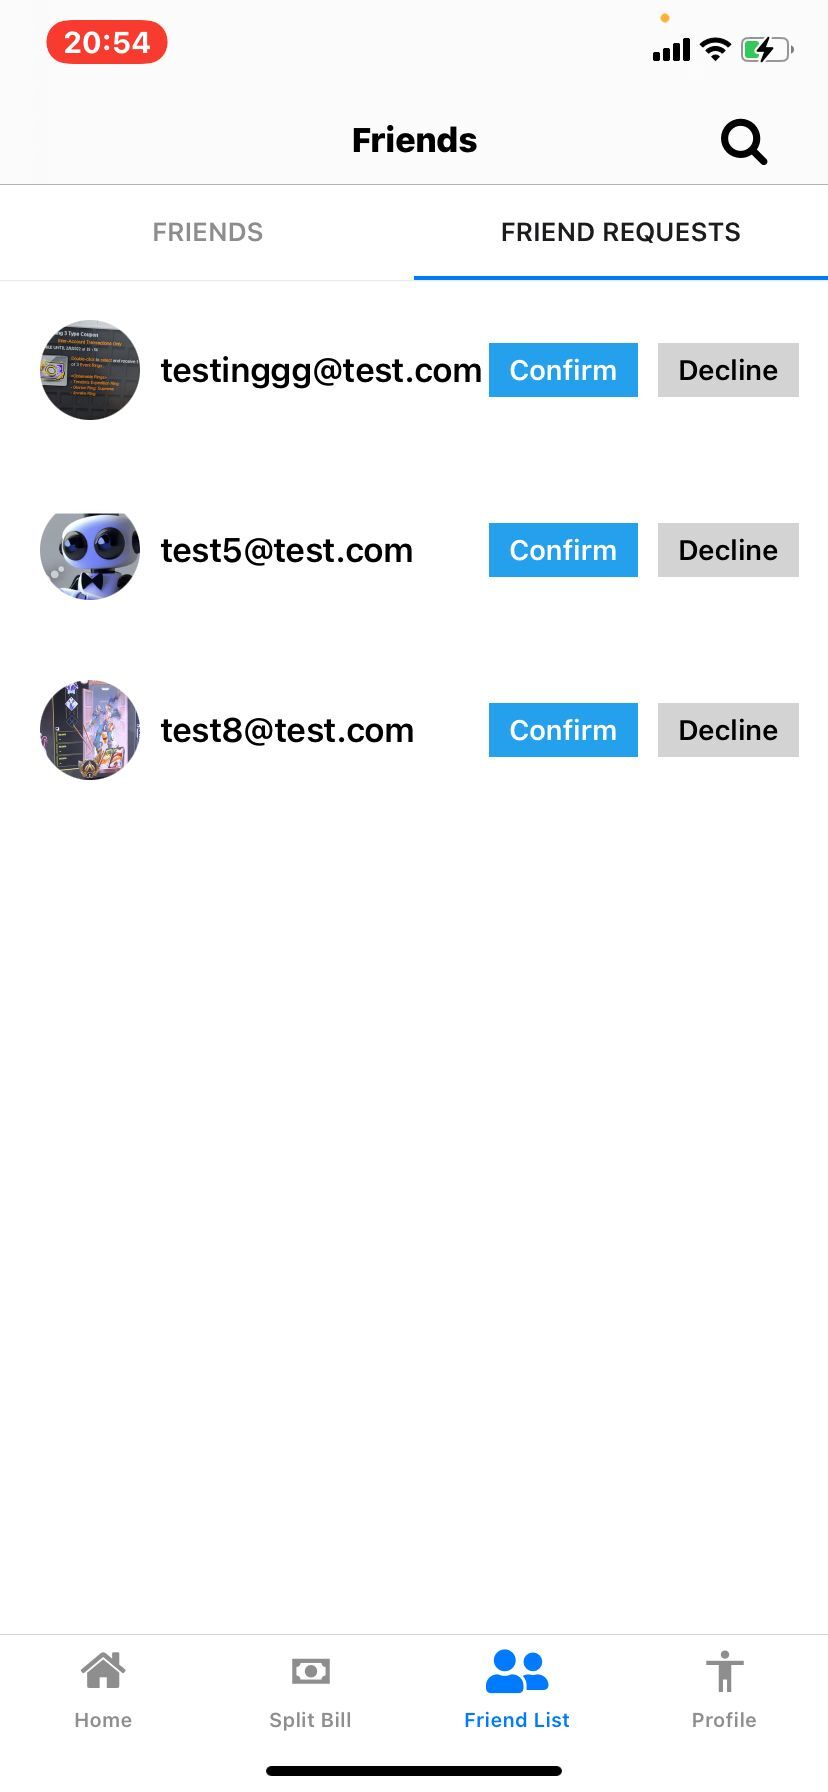 20:54
Friends
FRIENDS
FRIEND REQUESTS
testinggg@test.com Confirm Decline
test5@test.com Confirm Decline
test8@test.com Confirm Decline
Home Split Bill Friend List Profile